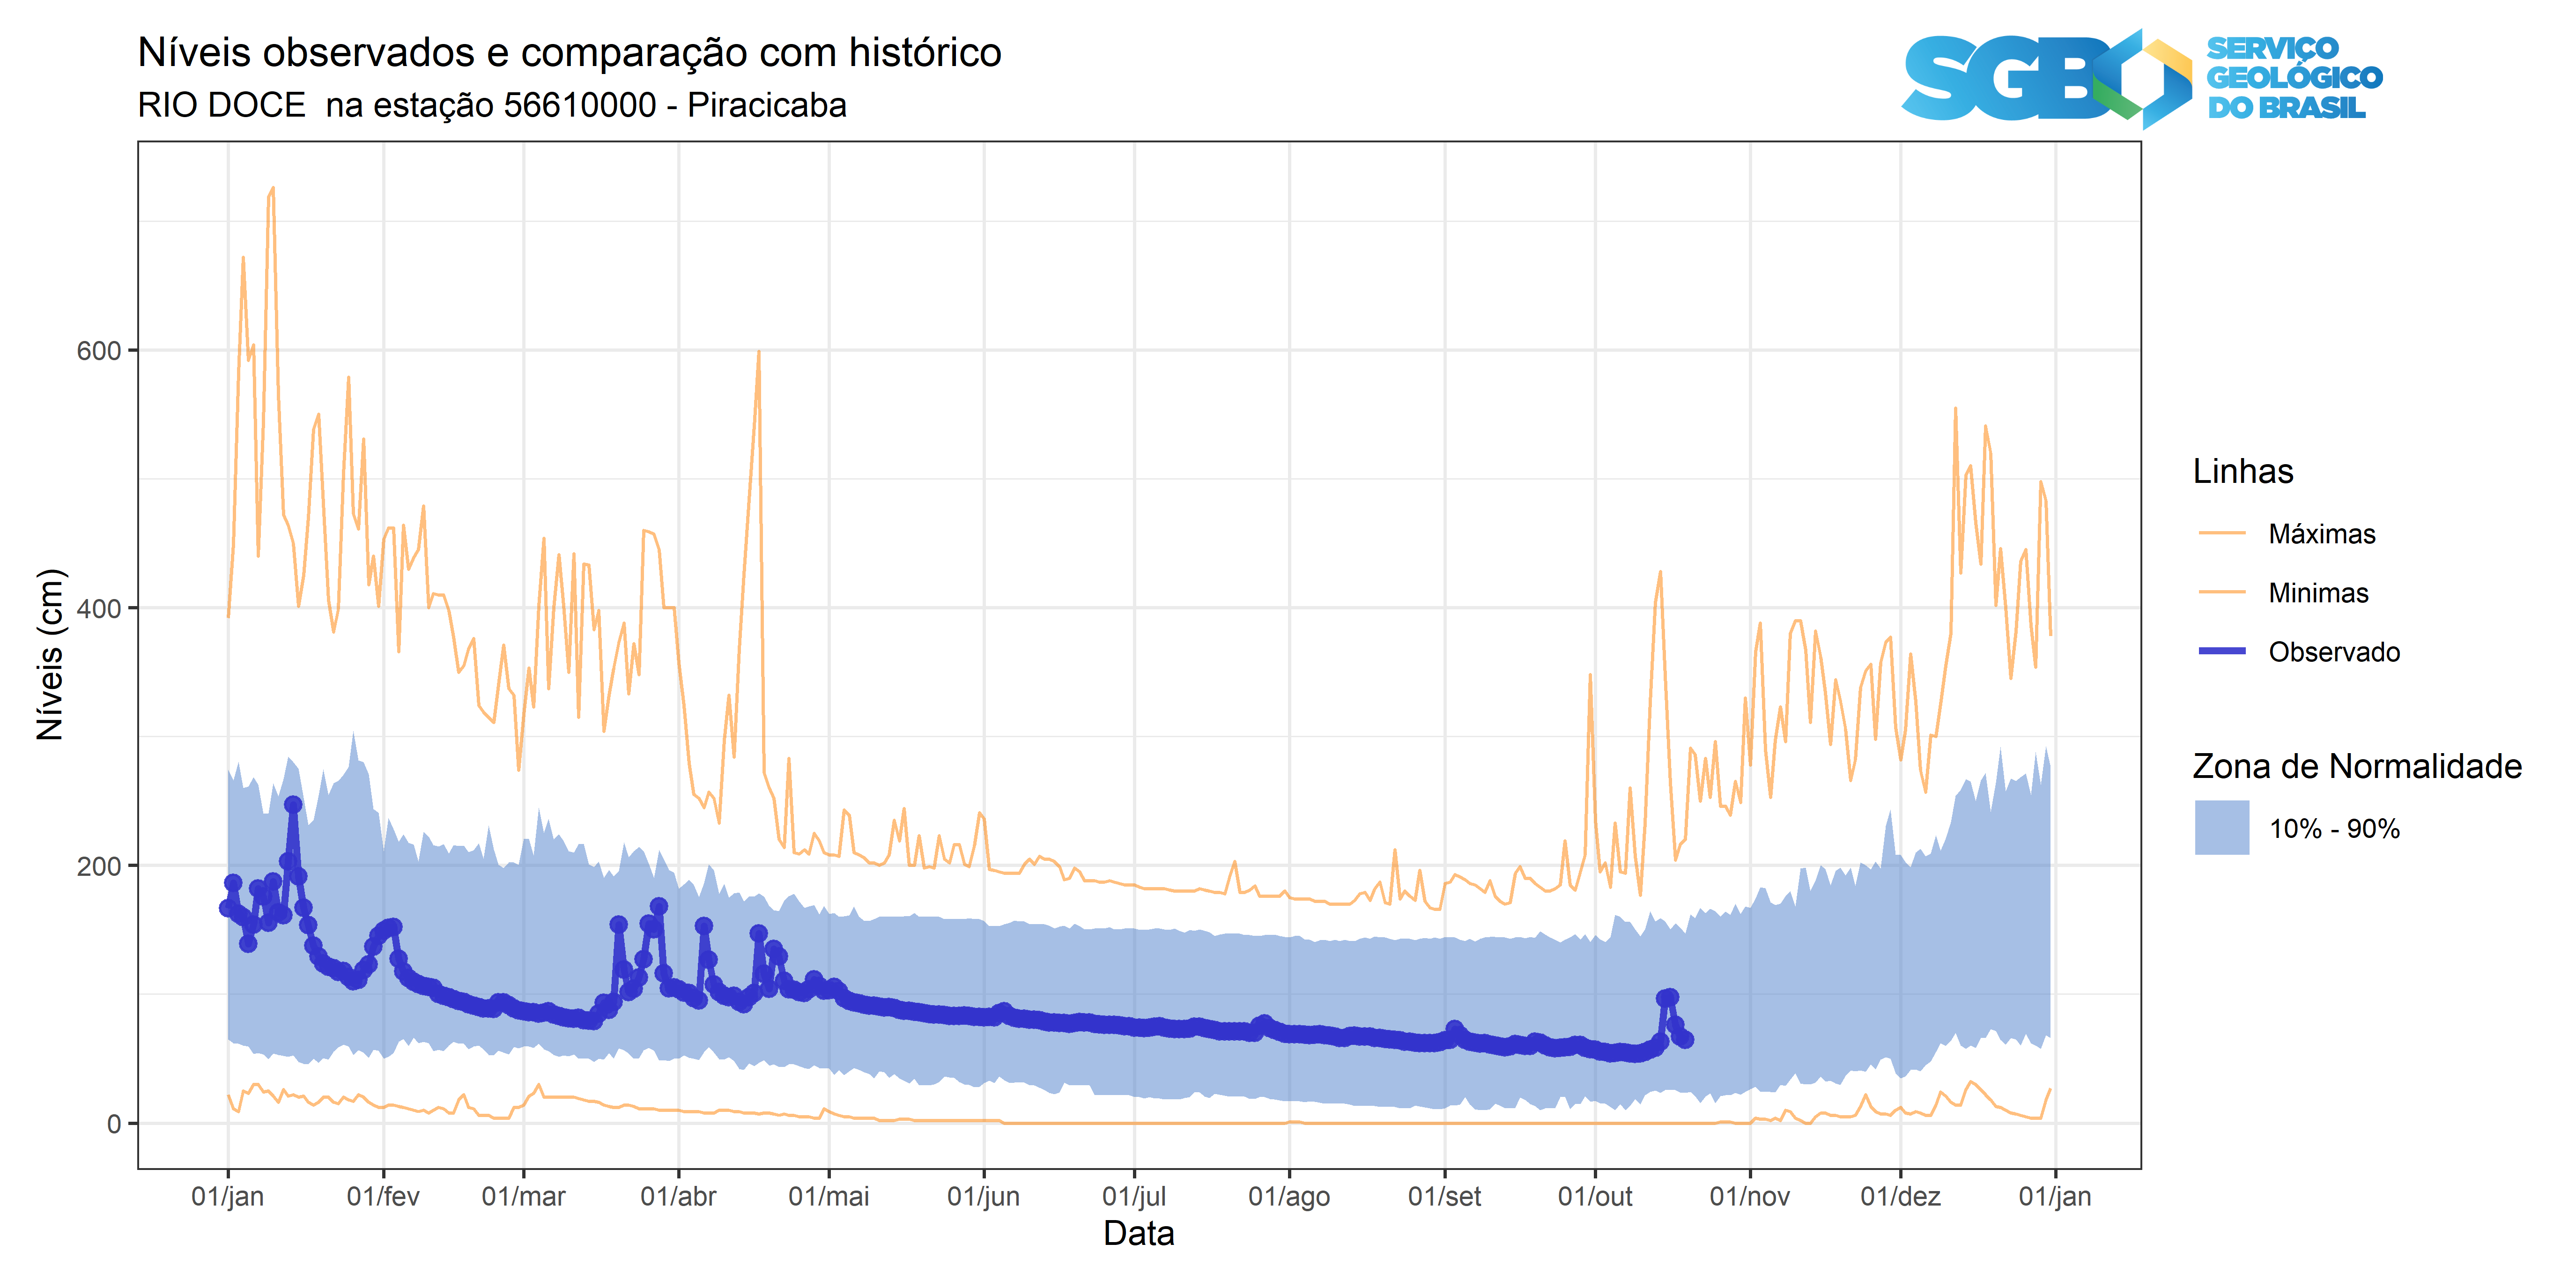 Níveis observados e comparação com histórico
RIO DOCE  na estação 56610000 - Piracicaba
SGB
SERVIÇO
GEOLÓGICO
DO BRASIL
Níveis (cm)
600
400
200
0
01/jan
01/fev
01/mar
01/abr
01/mai
01/jun
01/jul
01/ago
01/set
01/out
01/nov
01/dez
01/jan
Data
Linhas
Máximas
Minimas
Observado
Zona de Normalidade
10% - 90%